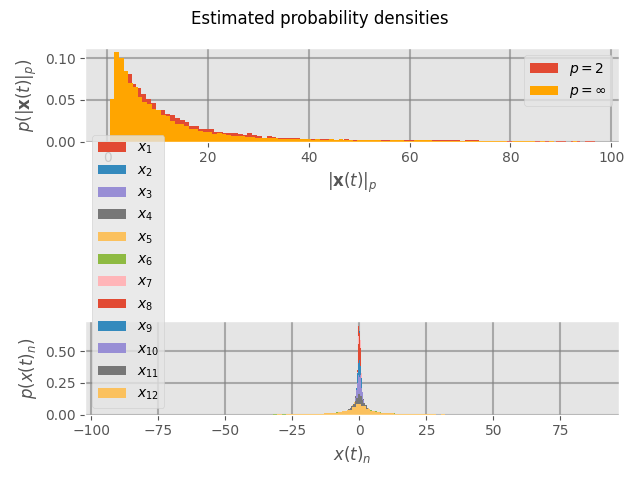 Estimated probability densities
p(|x(t)|_p)
0.10
0.05
0.00
p = 2
p = ∞
0 20 40 60 80 100
|x(t)|_p
x_1
x_2
x_3
x_4
x_5
x_6
x_7
x_8
x_9
x_10
x_11
x_12
p(x(t)_n)
0.50
0.25
0.00
−100 −75 −50 −25 0 25 50 75
x(t)_n